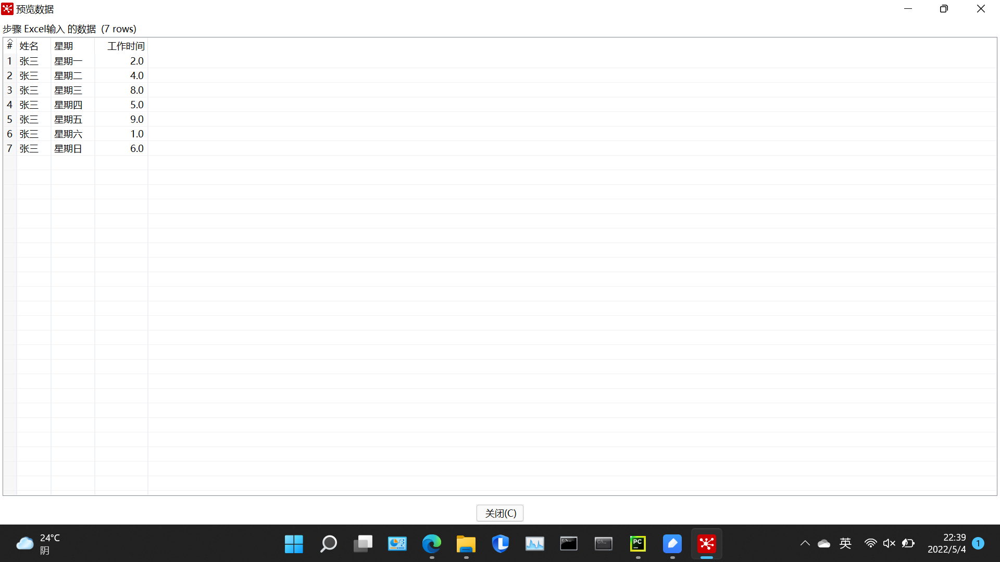 预览数据
步骤 Excel输入 的数据 (7 rows)
# 姓名 星期 工作时间
1 张三 星期一 2.0
2 张三 星期二 4.0
3 张三 星期三 8.0
4 张三 星期四 5.0
5 张三 星期五 9.0
6 张三 星期六 1.0
7 张三 星期日 6.0
关闭(C)
24°C
阴
PC
英
22:39
2022/5/4
1